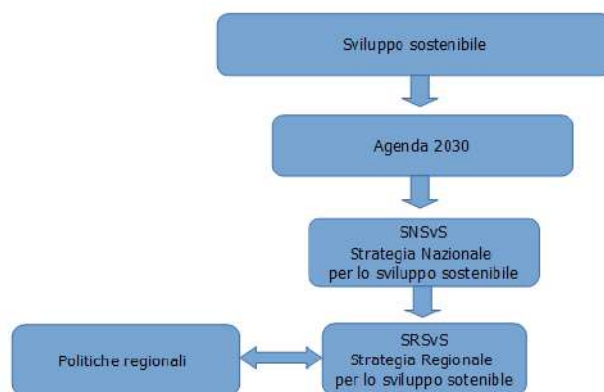 Sviluppo sostenibile
Agenda 2030
SNSvS
Strategia Nazionale
per lo sviluppo sostenibile
Politiche regionali
SRSvS
Strategia Regionale
per lo sviluppo sotenible